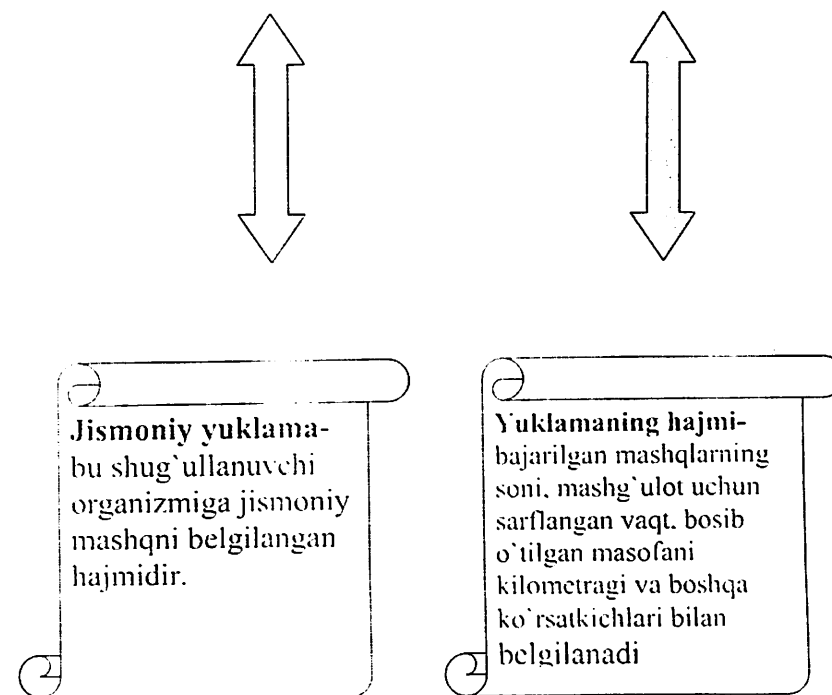 Jismoniy yuklama-
bu shug`ullanuvchi
organizmiga jismoniy
mashqni belgilangan
hajmidir.
Yuklamaning hajmi-
bajarilgan mashqlarning
soni, mashg`ulot uchun
sarflangan vaqt, bosib
o`tilgan masofani
kilometragi va boshqa
ko`rsatkichlari bilan
belgilanadi